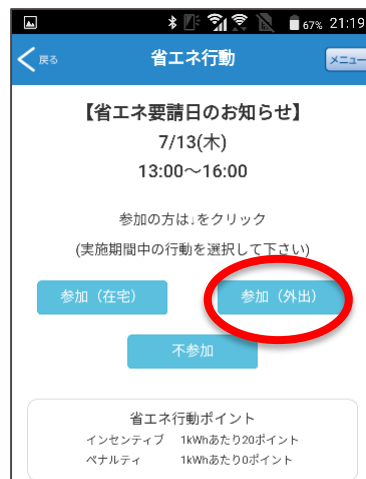 67% 21:19
戻る 省エネ行動 メニュー
【省エネ要請日のお知らせ】
7/13(木)
13:00～16:00
参加の方は↓をクリック
(実施期間中の行動を選択して下さい)
参加（在宅） 参加（外出）
不参加
省エネ行動ポイント
インセンティブ 1kWhあたり20ポイント
ペナルティ 1kWhあたり0ポイント